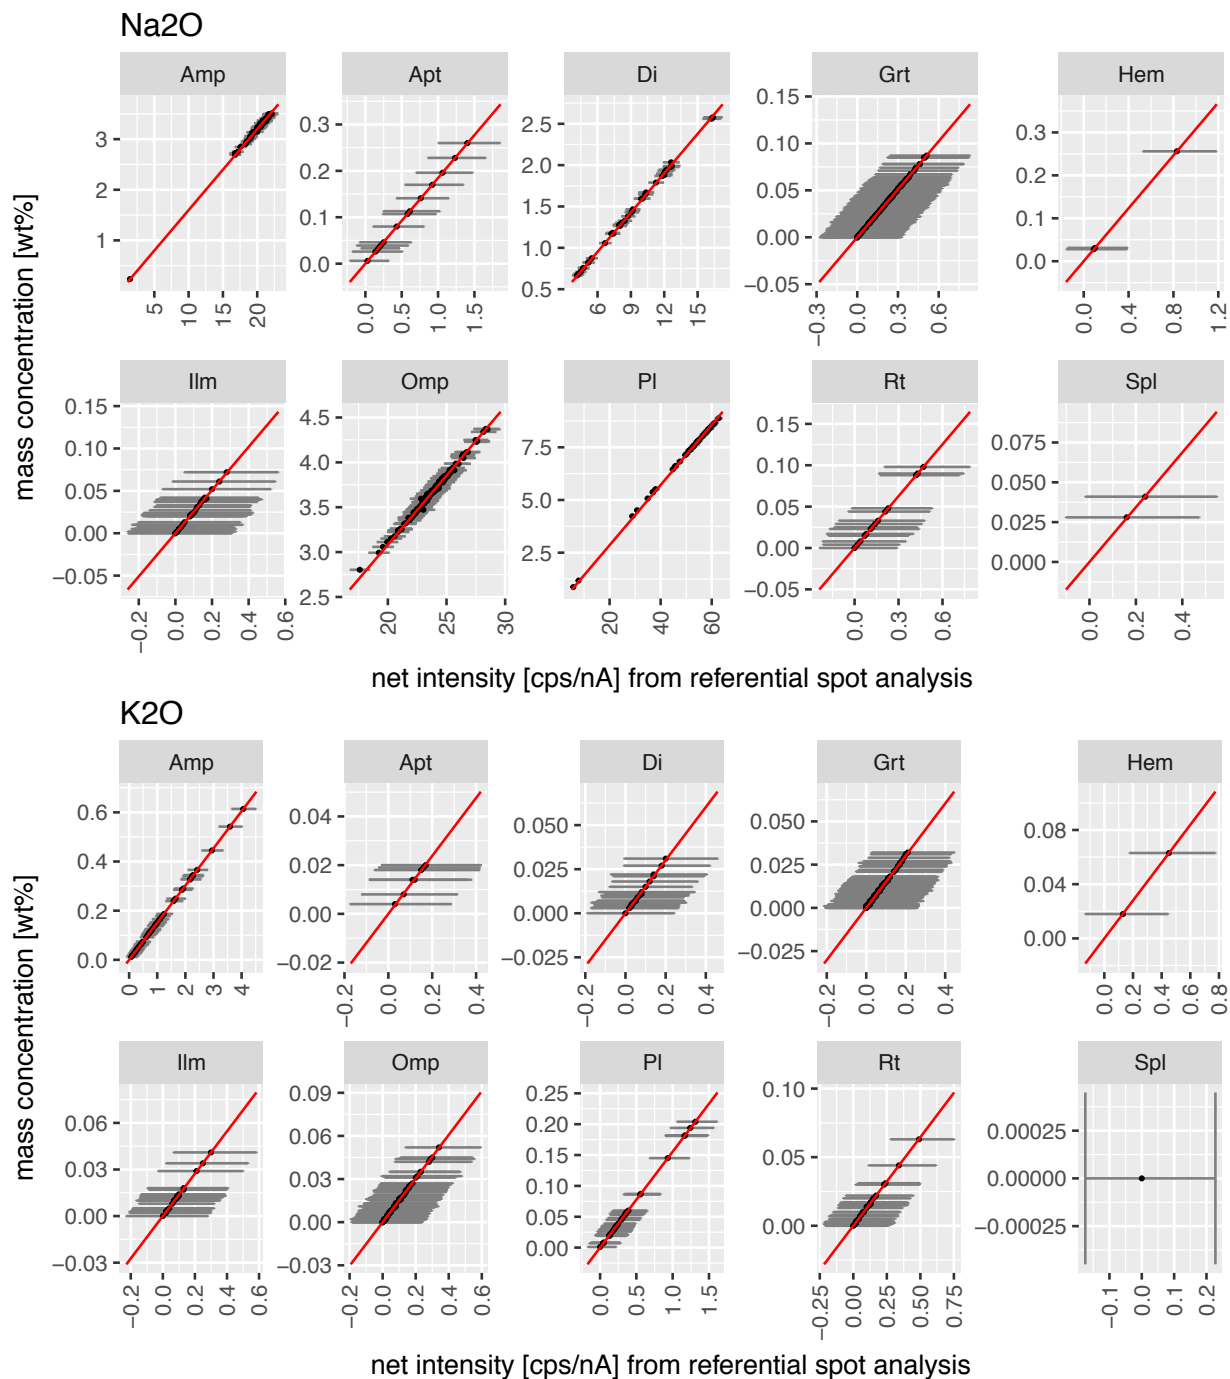 Na2O
Amp Apt Di Grt Hem
3 2 1
0.3 0.2 0.1 0.0
2.5 2.0 1.5 1.0 0.5
0.15 0.10 0.05 0.00 −0.05
0.3 0.2 0.1 0.0
5 10 15 20
0.0 0.5 1.0 1.5
6 9 12 15
−0.3 0.0 0.3 0.6
0.0 0.4 0.8 1.2
mass concentration [wt%]
Ilm Omp Pl Rt Spl
0.15 0.10 0.05 0.00 −0.05
4.5 4.0 3.5 3.0 2.5
7.5 5.0 2.5
0.15 0.10 0.05 0.00 −0.05
0.075 0.050 0.025 0.000
−0.2 0.0 0.2 0.4 0.6
20 25 30
20 40 60
0.0 0.3 0.6
0.0 0.2 0.4
net intensity [cps/nA] from referential spot analysis
K2O
Amp Apt Di Grt Hem
0.6 0.4 0.2 0.0
0.04 0.02 0.00 −0.02
0.050 0.025 0.000 −0.025
0.050 0.025 0.000 −0.025
0.08 0.04 0.00
0 1 2 3 4
−0.2 0.0 0.2 0.4
−0.2 0.0 0.2 0.4
−0.2 0.0 0.2 0.4
0.0 0.2 0.4 0.6 0.8
mass concentration [wt%]
Ilm Omp Pl Rt Spl
0.06 0.03 0.00 −0.03
0.09 0.06 0.03 0.00 −0.03
0.25 0.20 0.15 0.10 0.05 0.00
0.10 0.05 0.00
0.00025 0.00000 −0.00025
−0.2 0.0 0.2 0.4 0.6
−0.2 0.0 0.2 0.4 0.6
0.0 0.5 1.0 1.5
−0.25 0.00 0.25 0.50 0.75
−0.1 0.0 0.1 0.2
net intensity [cps/nA] from referential spot analysis